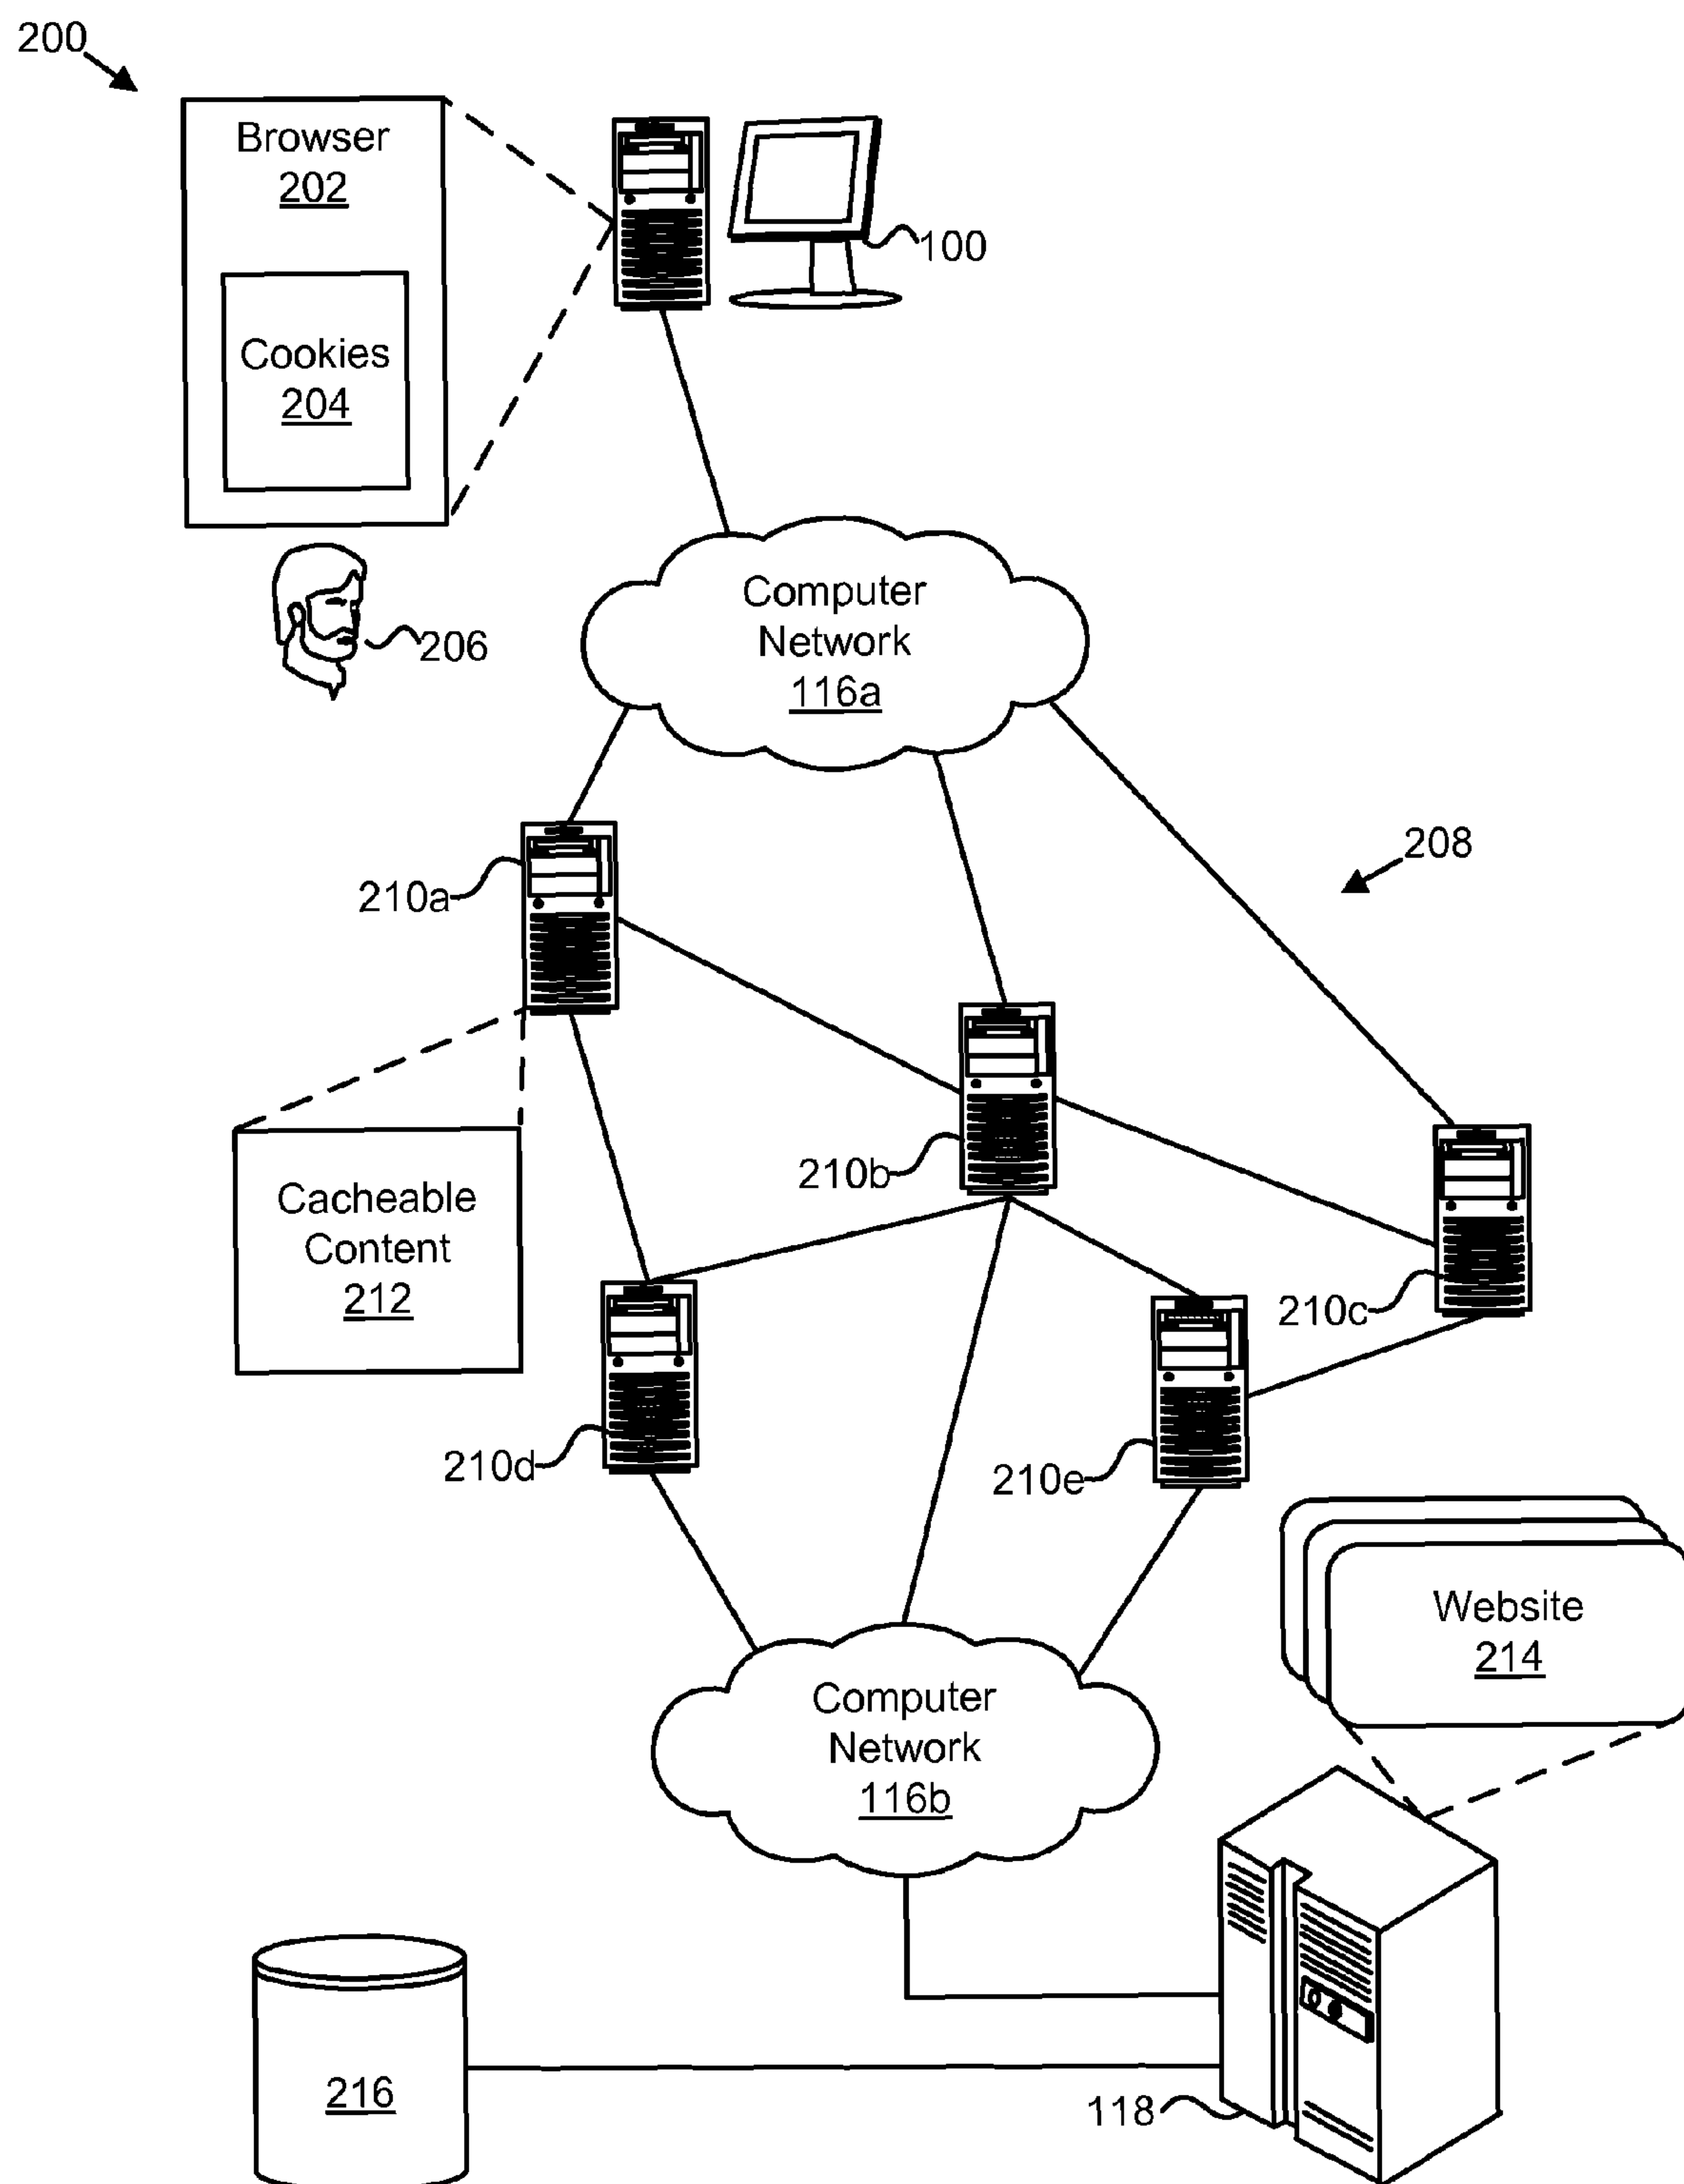 200
Browser
202
100
Cookies
204
Computer
Network
116a
206
208
210a
210b
Cacheable
Content
212
210c
210d
210e
Website
214
Computer
Network
116b
216
118